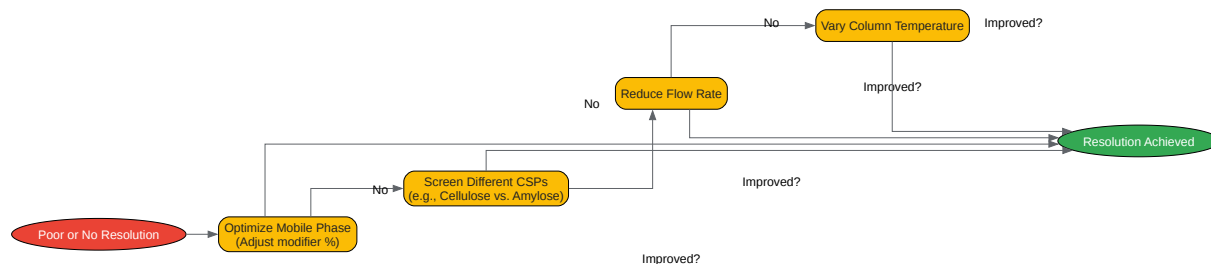 No
Vary Column Temperature
Improved?
Improved?
Reduce Flow Rate
No
Resolution Achieved
Screen Different CSPs
(e.g., Cellulose vs. Amylose)
No
Improved?
Optimize Mobile Phase
(Adjust modifier %)
Poor or No Resolution
Improved?